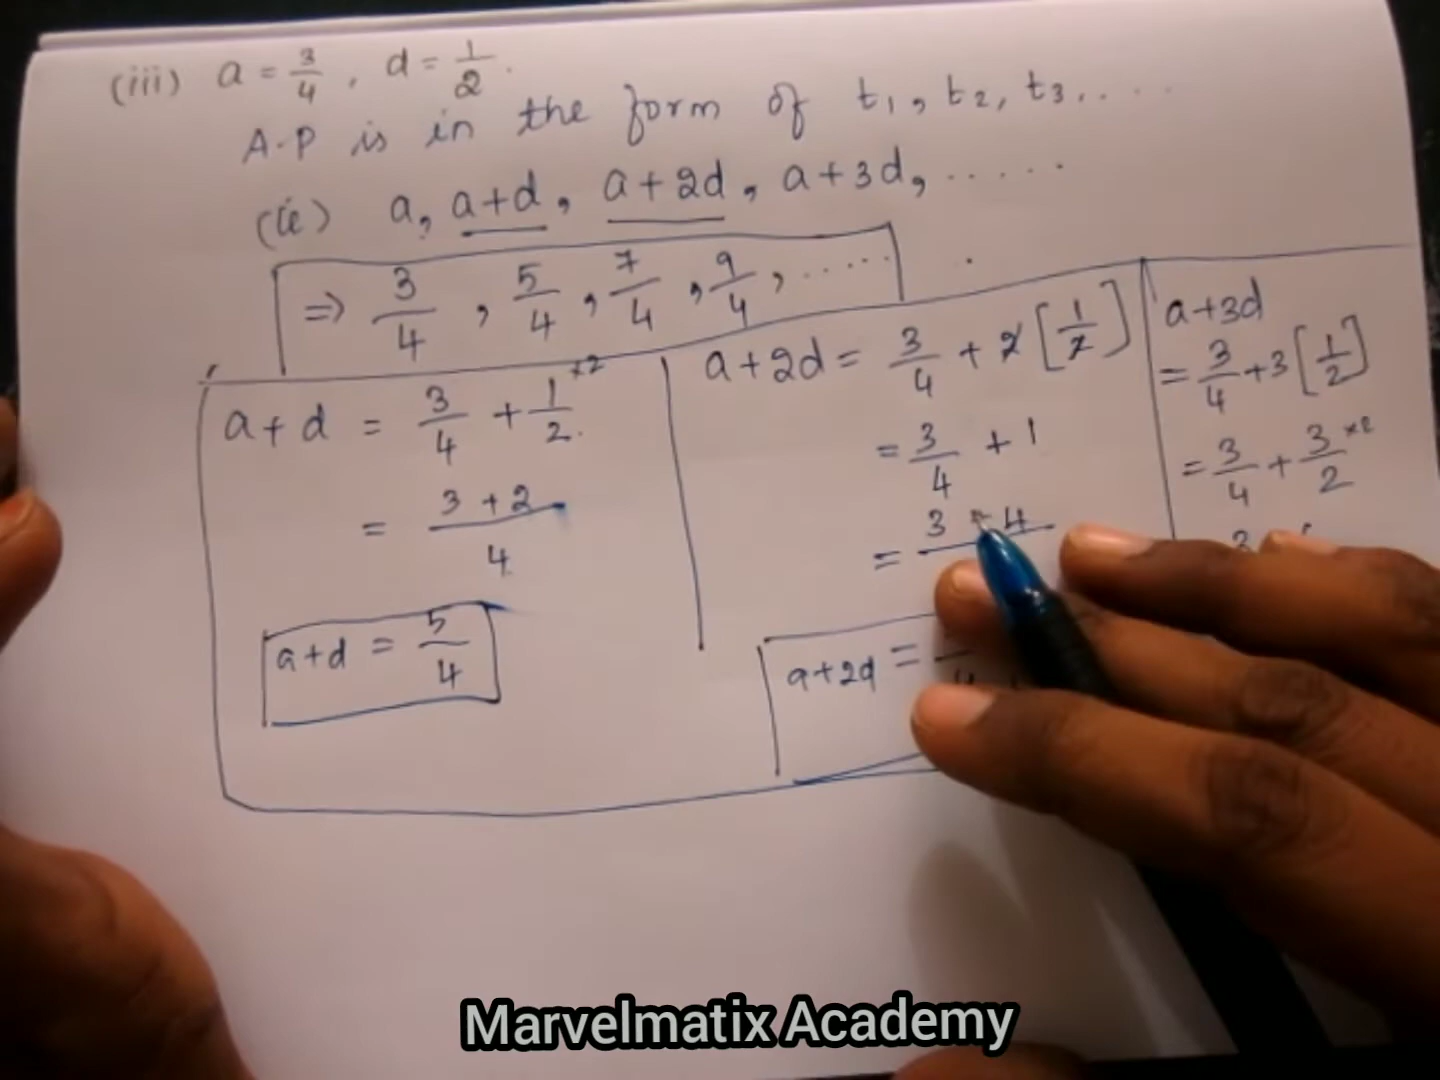 (iii) a = 3/4 , d = 1/2 .
A.P is in the form of t1, t2, t3, ....
(ie) a, a+d, a+2d, a+3d, .....
⇒ 3/4 , 5/4 , 7/4 , 9/4 , .....
a+d = 3/4 + 1/2 ×2
= 3+2/4
a+d = 5/4
a+2d = 3/4 + 2[1/2]
= 3/4 + 1
= 3+4
a+2d =
a+3d
= 3/4 + 3[1/2]
= 3/4 + 3/2 ×2
Marvelmatix Academy